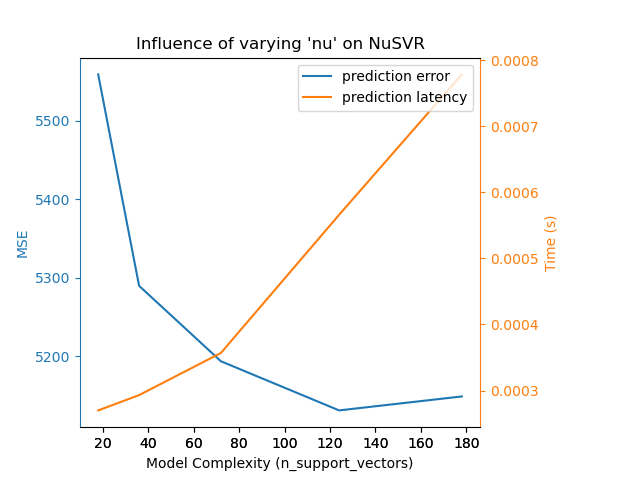 Influence of varying 'nu' on NuSVR
prediction error
prediction latency
5500
5400
5300
5200
MSE
0.0008
0.0007
0.0006
0.0005
0.0004
0.0003
Time (s)
20 40 60 80 100 120 140 160 180
Model Complexity (n_support_vectors)